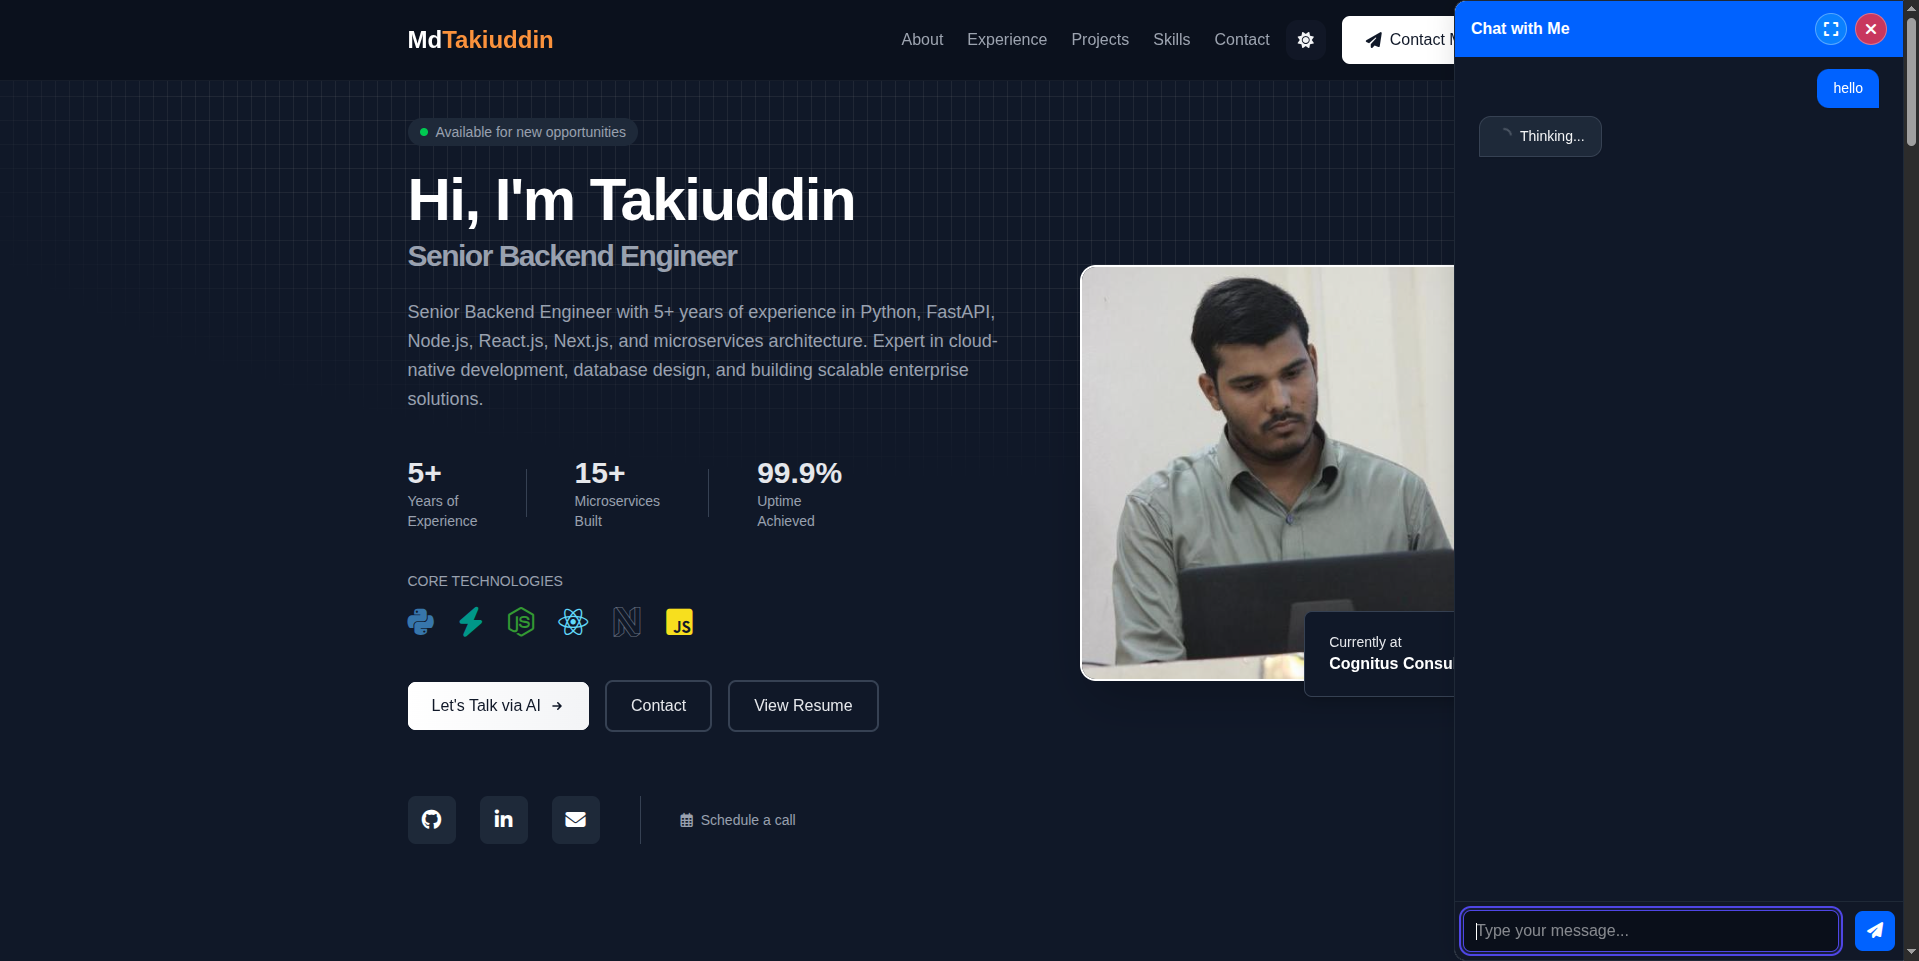 MdTakiuddin
About
Experience
Projects
Skills
Contact
Contact
Chat with Me
hello
Thinking...
Available for new opportunities
Hi, I'm Takiuddin
Senior Backend Engineer
Senior Backend Engineer with 5+ years of experience in Python, FastAPI,
Node.js, React.js, Next.js, and microservices architecture. Expert in cloud-
native development, database design, and building scalable enterprise
solutions.
5+
Years of
Experience
15+
Microservices
Built
99.9%
Uptime
Achieved
CORE TECHNOLOGIES
JS
N
JS
Currently at
Cognitus
Let's Talk via AI
Contact
View Resume
in
Schedule a call
Type your message...